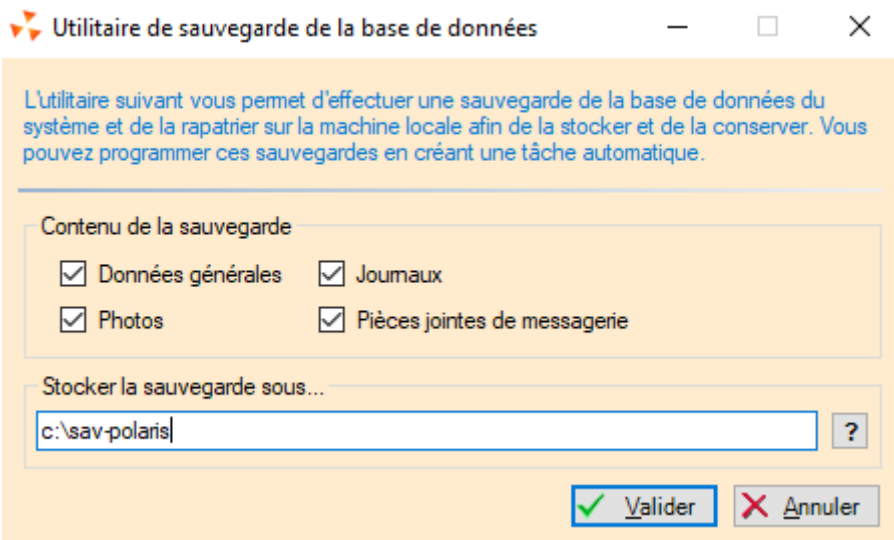 Utilitaire de sauvegarde de la base de données
L'utilitaire suivant vous permet d'effectuer une sauvegarde de la base de données du
système et de la rapatrier sur la machine locale afin de la stocker et de la conserver. Vous
pouvez programmer ces sauvegardes en créant une tâche automatique.
Contenu de la sauvegarde
Données générales Journaux
Photos Pièces jointes de messagerie
Stocker la sauvegarde sous...
c:\sav-polaris
?
Valider Annuler